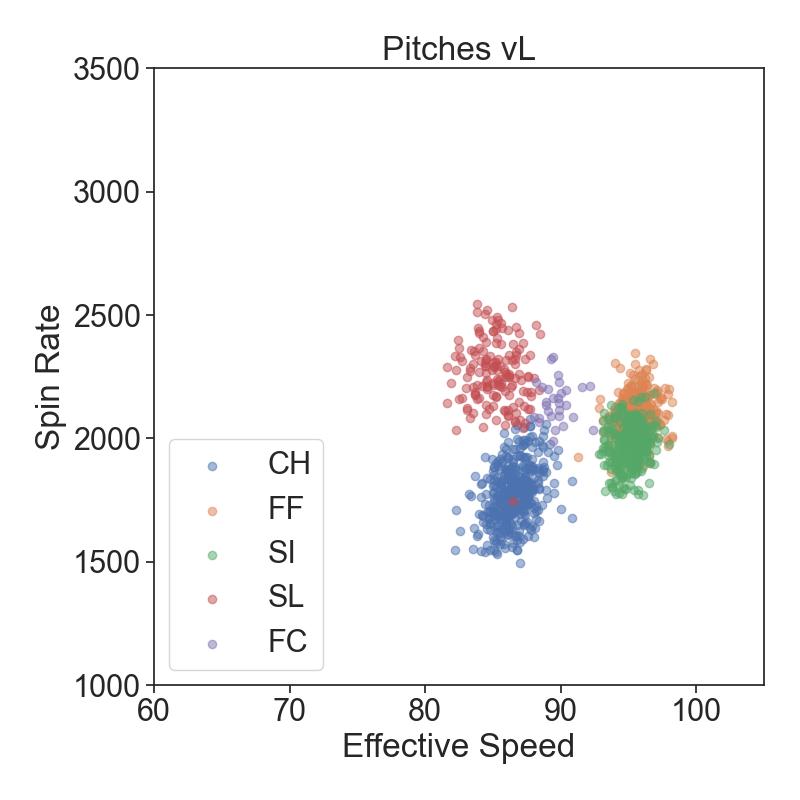 Pitches vL
3500
3000
2500
2000
1500
1000
Spin Rate
CH
FF
SI
SL
FC
60 70 80 90 100
Effective Speed